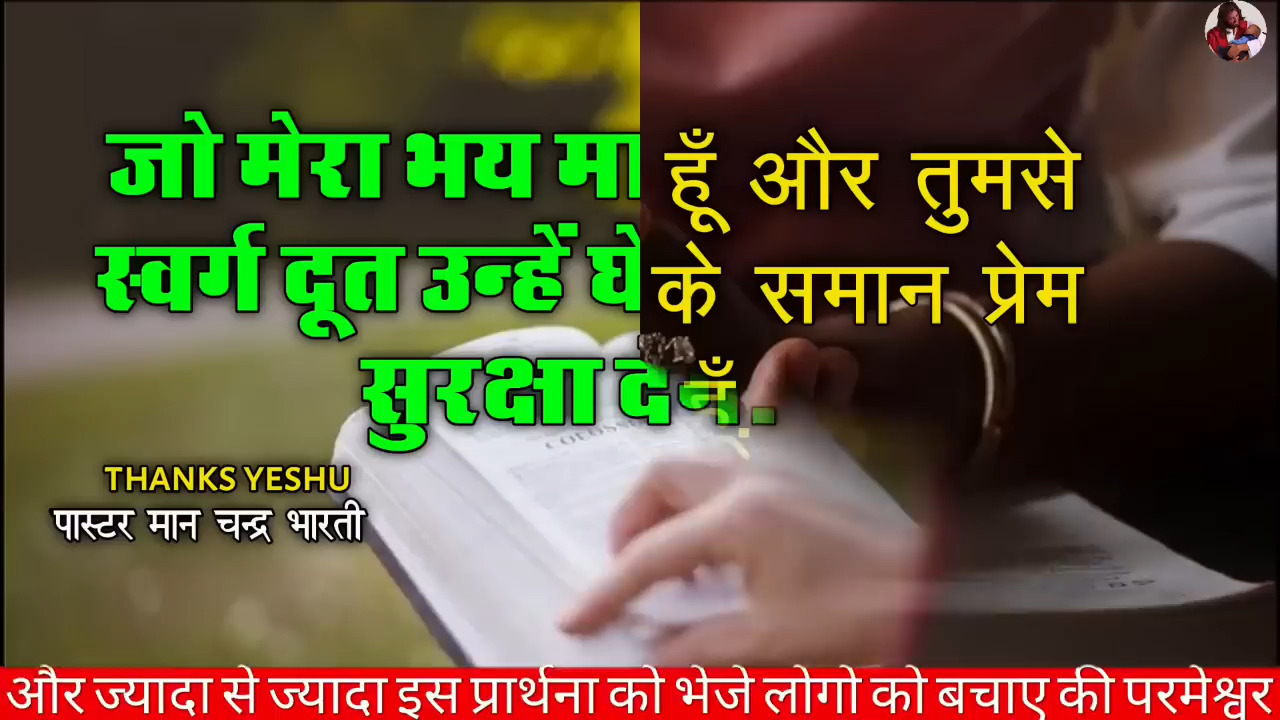 जो मेरा भय
स्वर्ग दूत उन्हें
सुरक्षा
हूँ और तुमसे
के समान प्रेम
THANKS YESHU
पास्टर मान चन्द्र भारती
और ज्यादा से ज्यादा इस प्रार्थना को भेजे लोगो को बचाए की परमेश्वर